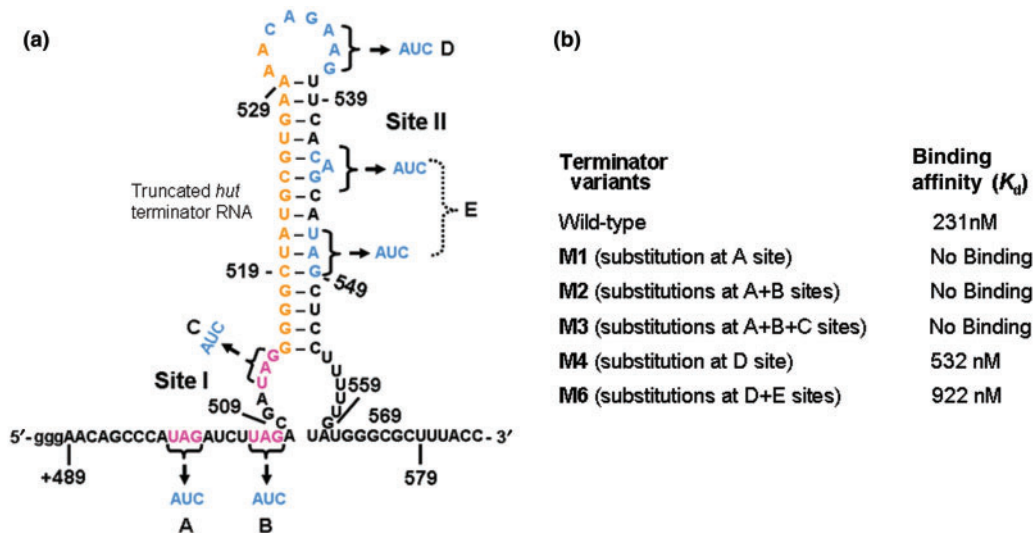 (a)
(b)
A C A G A
C A
A G
A
AUC D
A – U
A – U
529
539
G – C
U – A
Site II
G – C A
AUC
E
AUC
Truncated hut
terminator RNA
519
549
C AUC
Site I
509
559
569
5′-gggAACAGCCCAUAGAUCUUAGA UAUGGGCGCUUUACC-3′
+489
579
AUC
AUC
A
B
Terminator variants
Binding affinity (Kd)
Wild-type 231nM
M1 (substitution at A site) No Binding
M2 (substitutions at A+B sites) No Binding
M3 (substitutions at A+B+C sites) No Binding
M4 (substitution at D site) 532 nM
M6 (substitutions at D+E sites) 922 nM